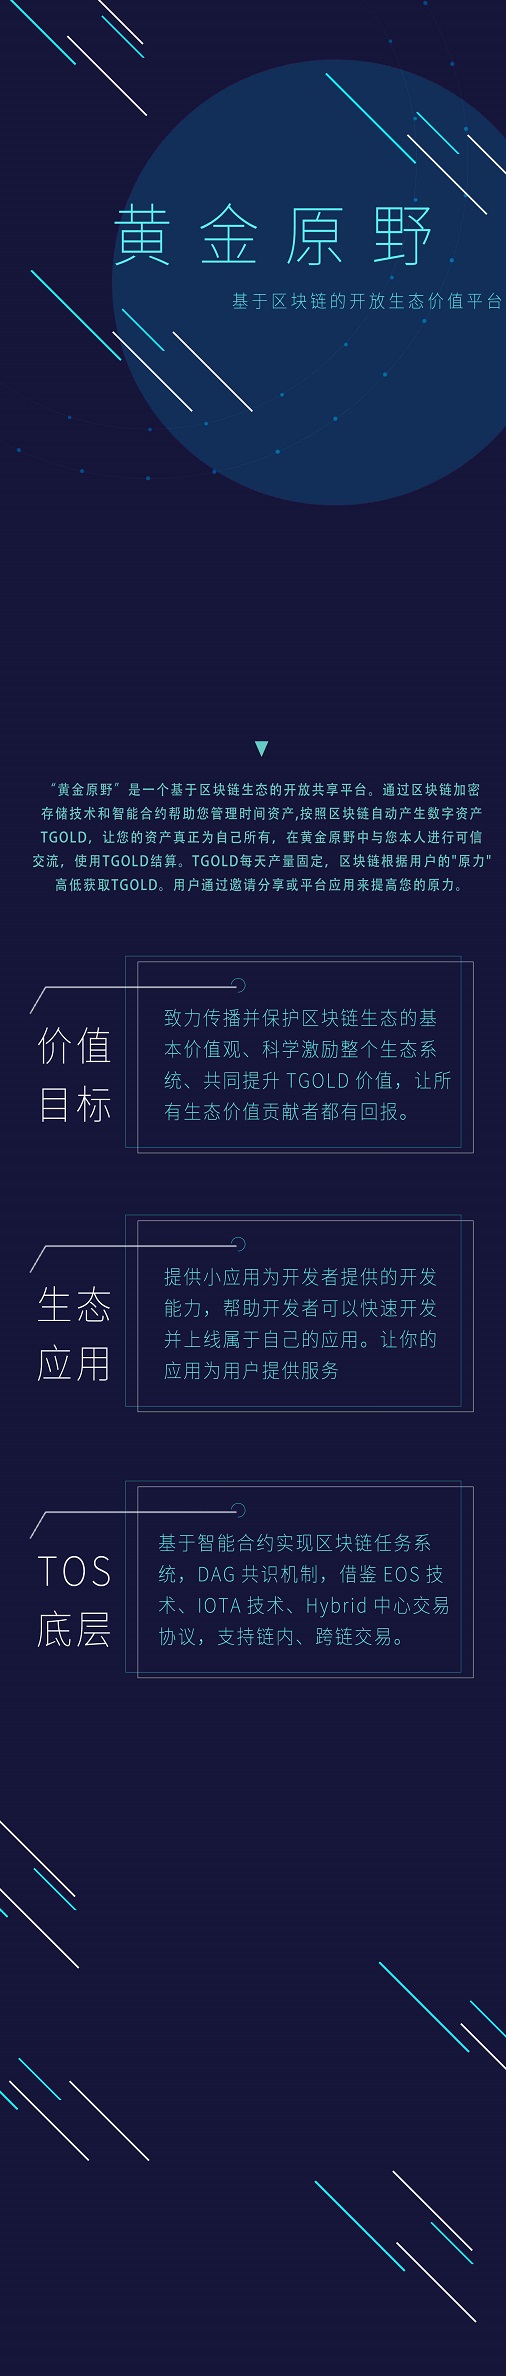 黄金原野
基于区块链的开放生态价值平台
“黄金原野”是一个基于区块链生态的开放共享平台。通过区块链加密
存储技术和智能合约帮助您管理时间资产,按照区块链自动产生数字资产
TGOLD，让您的资产真正为自己所有，在黄金原野中与您本人进行可信
交流，使用TGOLD结算。TGOLD每天产量固定，区块链根据用户的"原力"
高低获取TGOLD。用户通过邀请分享或平台应用来提高您的原力。
价值
目标
致力传播并保护区块链生态的基
本价值观、科学激励整个生态系
统、共同提升 TGOLD 价值，让所
有生态价值贡献者都有回报。
生态
应用
提供小应用为开发者提供的开发
能力，帮助开发者可以快速开发
并上线属于自己的应用。让你的
应用为用户提供服务
TOS
底层
基于智能合约实现区块链任务系
统，DAG 共识机制，借鉴 EOS 技
术、IOTA 技术、Hybrid 中心交易
协议，支持链内、跨链交易。